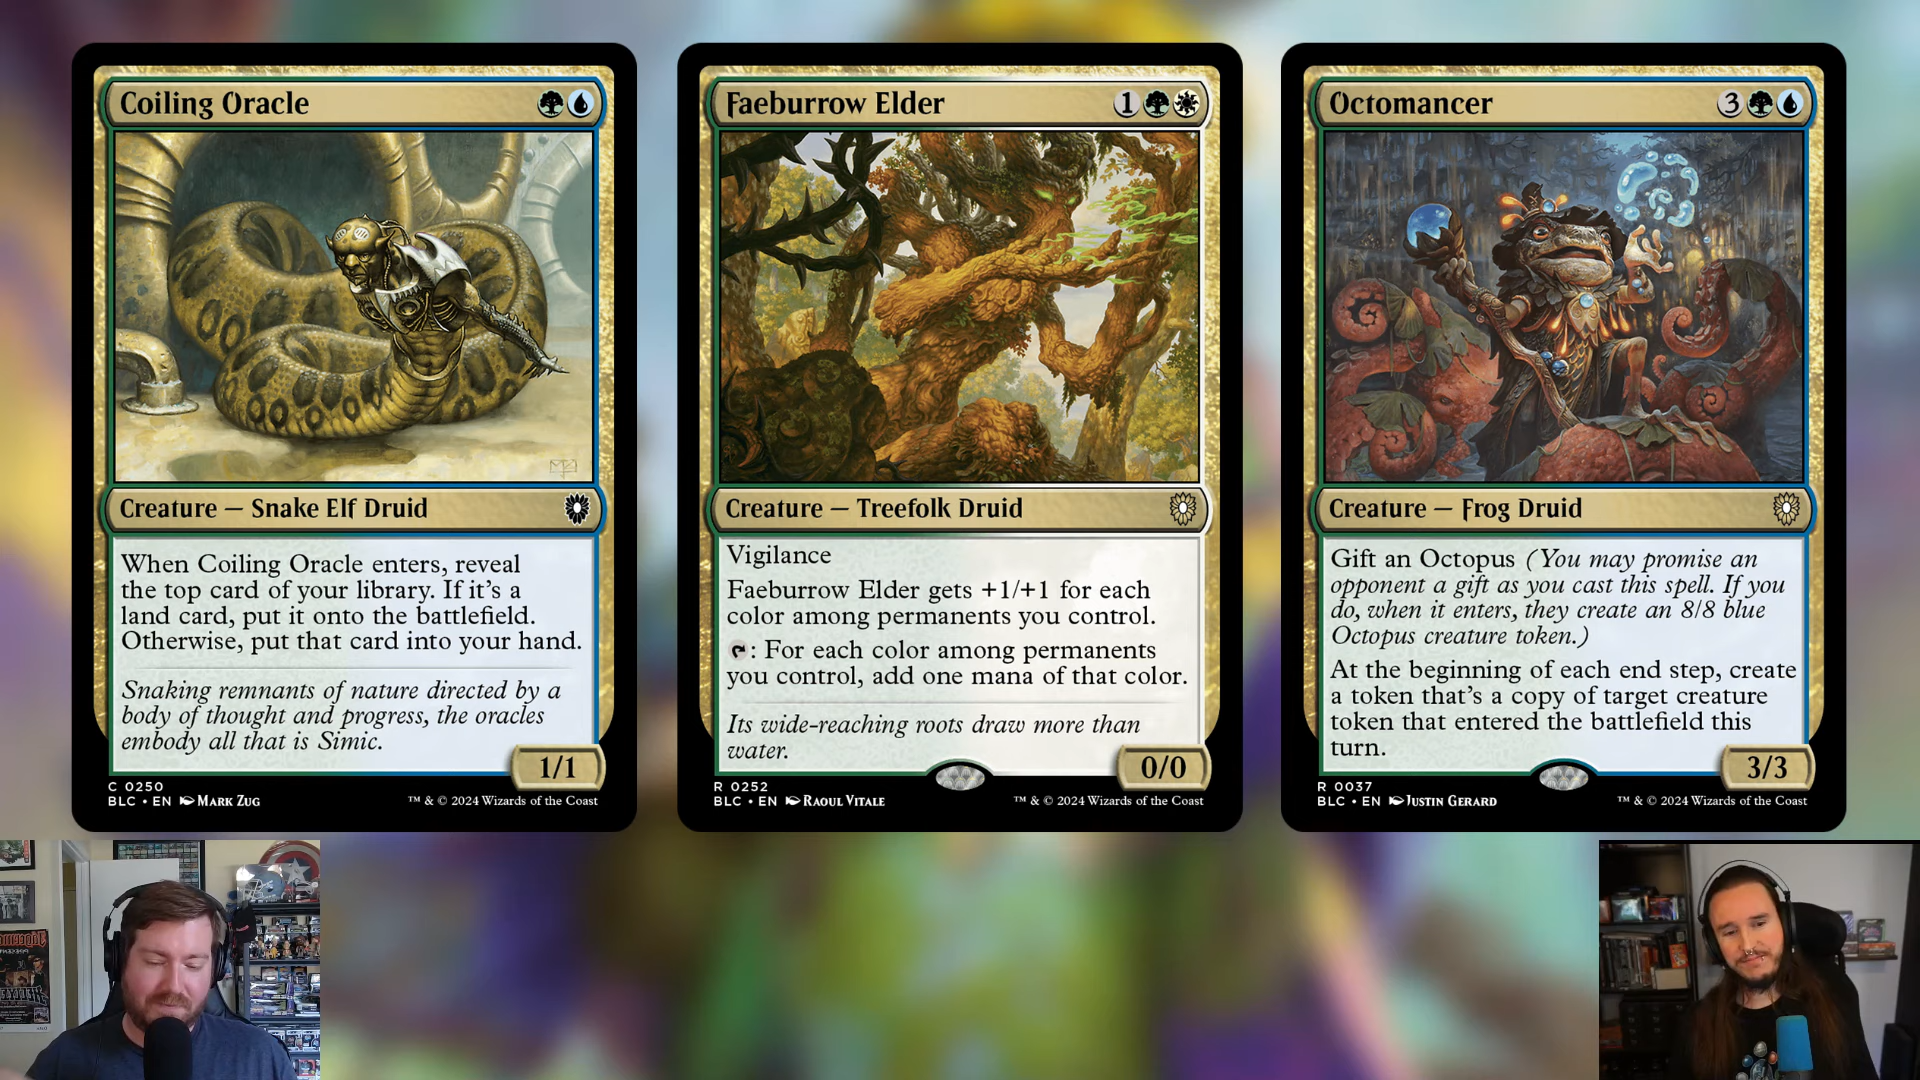 Coiling Oracle
Creature — Snake Elf Druid
When Coiling Oracle enters, reveal
the top card of your library. If it's a
land card, put it onto the battlefield.
Otherwise, put that card into your hand.
Snaking remnants of nature directed by a
body of thought and progress, the oracles
embody all that is Simic.
1/1
C 0250
BLC • EN MARK ZUG
™ & © 2024 Wizards of the Coast
Faeburrow Elder 1
Creature — Treefolk Druid
Vigilance
Faeburrow Elder gets +1/+1 for each
color among permanents you control.
: For each color among permanents
you control, add one mana of that color.
Its wide-reaching roots draw more than
water.
0/0
R 0252
BLC • EN RAOUL VITALE
™ & © 2024 Wizards of the Coast
Octomancer 3
Creature — Frog Druid
Gift an Octopus (You may promise an
opponent a gift as you cast this spell. If you
do, when it enters, they create an 8/8 blue
Octopus creature token.)
At the beginning of each end step, create
a token that's a copy of target creature
token that entered the battlefield this
turn.
3/3
R 0037
BLC • EN JUSTIN GERARD
™ & © 2024 Wizards of the Coast